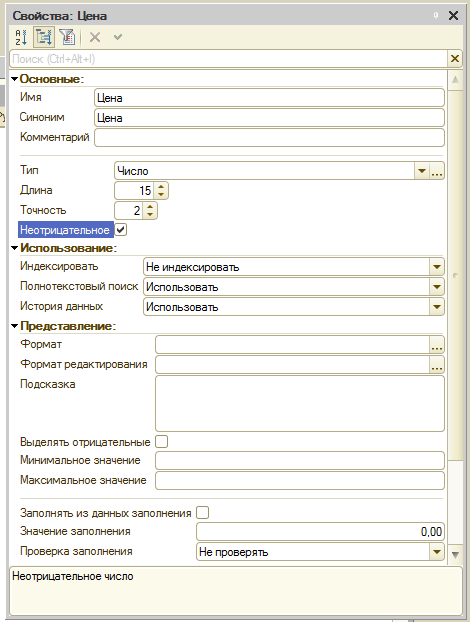 Свойства: Цена
Поиск (Ctrl+Alt+I)
Основные:
Имя Цена
Синоним Цена
Комментарий
Тип Число
Длина 15
Точность 2
Неотрицательное
Использование:
Индексировать Не индексировать
Полнотекстовый поиск Использовать
История данных Использовать
Представление:
Формат
Формат редактирования
Подсказка
Выделять отрицательные
Минимальное значение
Максимальное значение
Заполнять из данных заполнения
Значение заполнения 0,00
Проверка заполнения Не проверять
Неотрицательное число